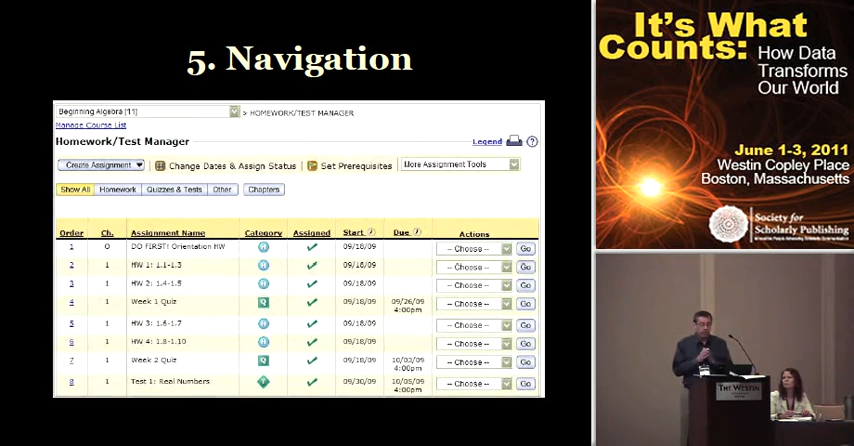 5. Navigation
Beginning Algebra [11] > HOMEWORK/TEST MANAGER
Manage Course List
Homework/Test Manager Legend
Create Assignment Change Dates & Assign Status Set Prerequisites More Assignment Tools
Show All Homework Quizzes & Tests Other Chapters
Order Ch. Assignment Name Category Assigned Start Due Actions
1 O DO FIRST! Orientation HW H 09/18/09 -- Choose -- Go
2 1 HW 1: 1.1-1.3 H 09/18/09 -- Choose -- Go
3 1 HW 2: 1.4-1.5 H 09/18/09 -- Choose -- Go
4 1 Week 1 Quiz Q 09/18/09 09/26/09 4:00pm -- Choose -- Go
5 1 HW 3: 1.6-1.7 H 09/18/09 -- Choose -- Go
6 1 HW 4: 1.8-1.10 H 09/18/09 -- Choose -- Go
7 1 Week 2 Quiz Q 09/18/09 10/03/09 4:00pm -- Choose -- Go
8 1 Test 1: Real Numbers T 09/30/09 10/05/09 4:00pm -- Choose -- Go
It's What
Counts: How Data
Transforms
Our World
June 1-3, 2011
Westin Copley Place
Boston, Massachusetts
Society for
Scholarly Publishing
THE WESTIN